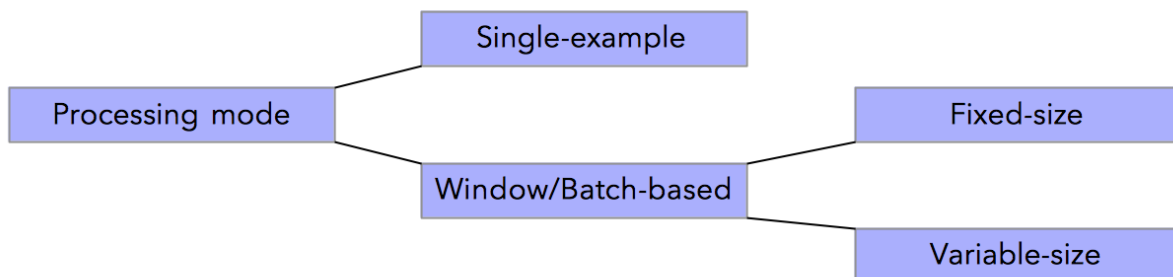 Single-example
Processing mode
Fixed-size
Window/Batch-based
Variable-size